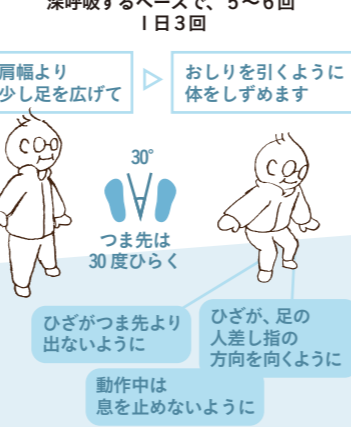 深呼吸するペースで、5〜6回
1日3回
肩幅より
少し足を広げて
おしりを引くように
体をしずめます
30°
つま先は
30度ひらく
ひざがつま先より
出ないように
ひざが、足の
人差し指の
方向を向くように
動作中は
息を止めないように